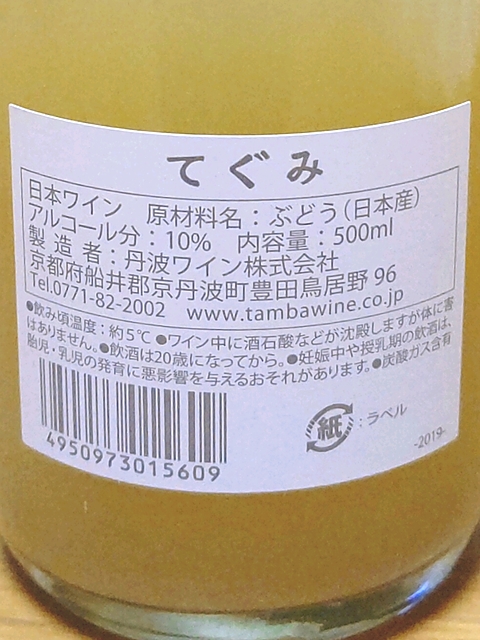 てぐみ
日本ワイン 原材料名：ぶどう（日本産）
アルコール分：10% 内容量：500ml
製造者：丹波ワイン株式会社
京都府船井郡京丹波町豊田鳥居野96
Tel.0771-82-2002 www.tambawine.co.jp
●飲み頃温度：約5℃ ●ワイン中に酒石酸などが沈殿しますが体に害
はありません。●飲酒は20歳になってから。●妊娠中や授乳期の飲酒は、
胎児・乳児の発育に悪影響を与えるおそれがあります。●炭酸ガス含有
紙：ラベル
4950973015609
-2019-